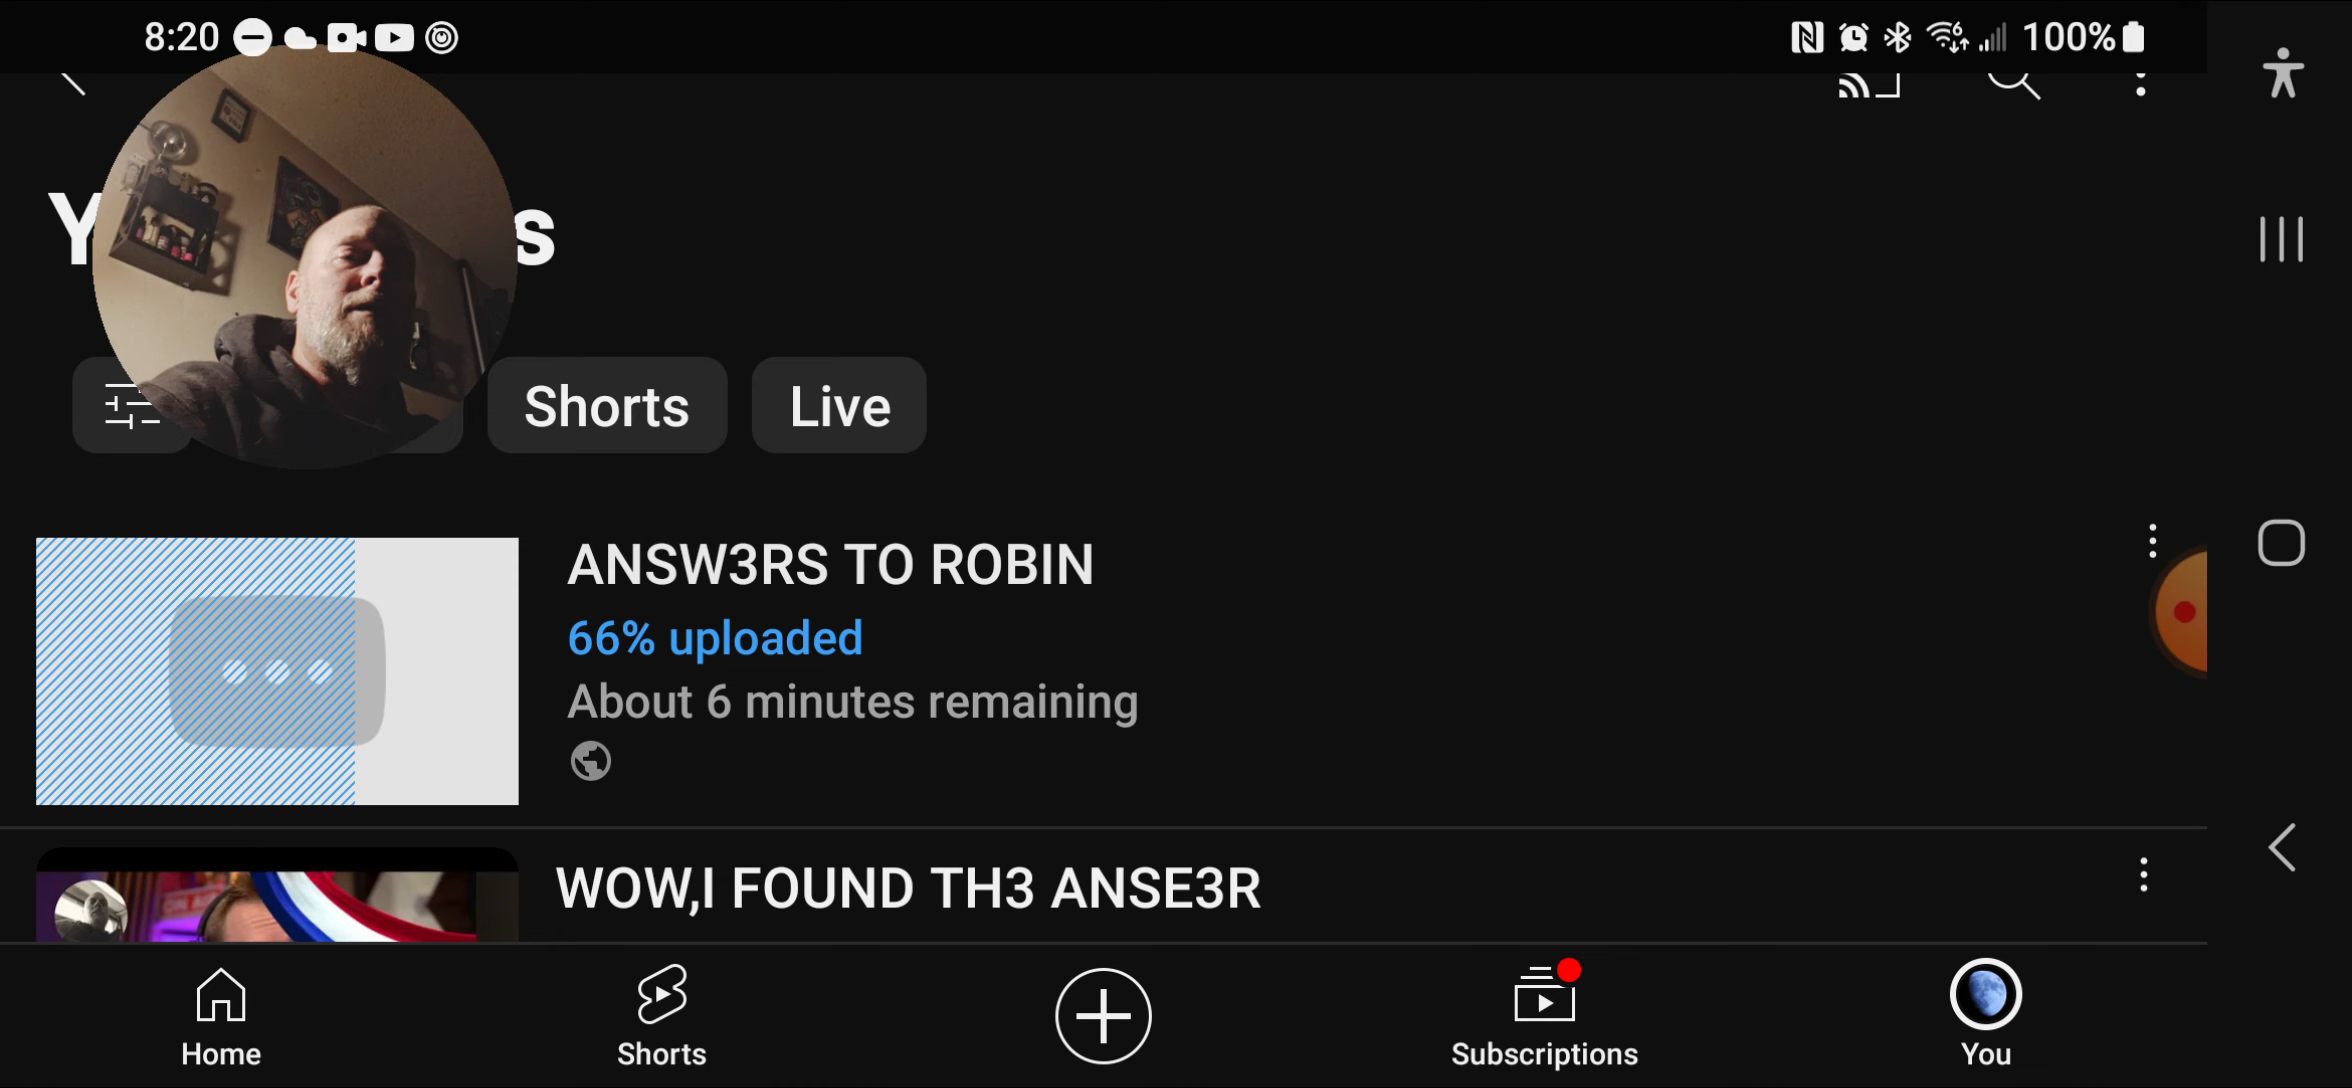 8:20
100%
Shorts
Live
ANSW3RS TO ROBIN
66% uploaded
About 6 minutes remaining
WOW,I FOUND TH3 ANSE3R
Home
Shorts
Subscriptions
You